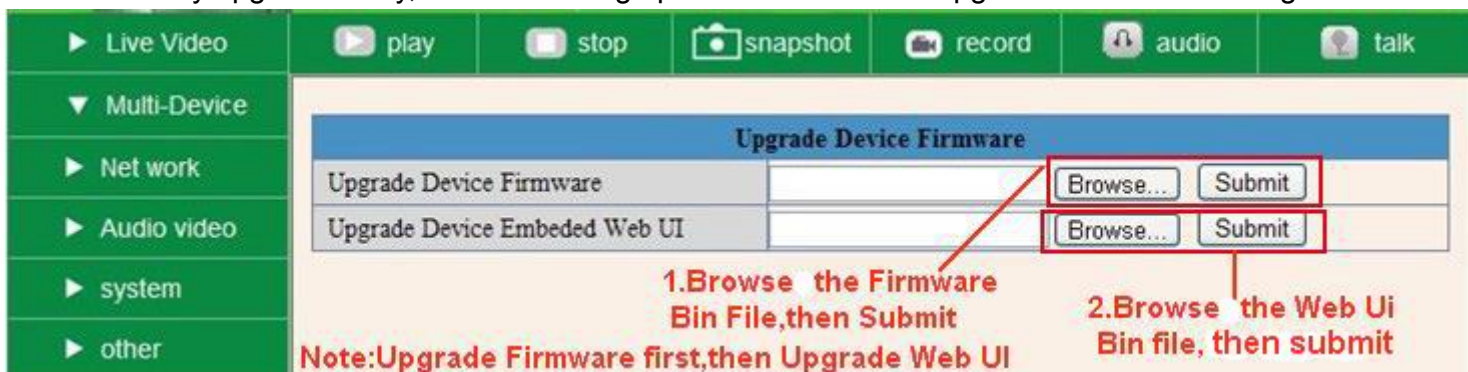 Live Video
play
stop
snapshot
record
audio
talk
Multi-Device
Net work
Audio video
system
other
Upgrade Device Firmware
Upgrade Device Firmware
Browse...
Submit
Upgrade Device Embeded Web UI
Browse...
Submit
1.Browse the Firmware
Bin File,then Submit
2.Browse the Web Ui
Bin file, then submit
Note:Upgrade Firmware first,then Upgrade Web UI